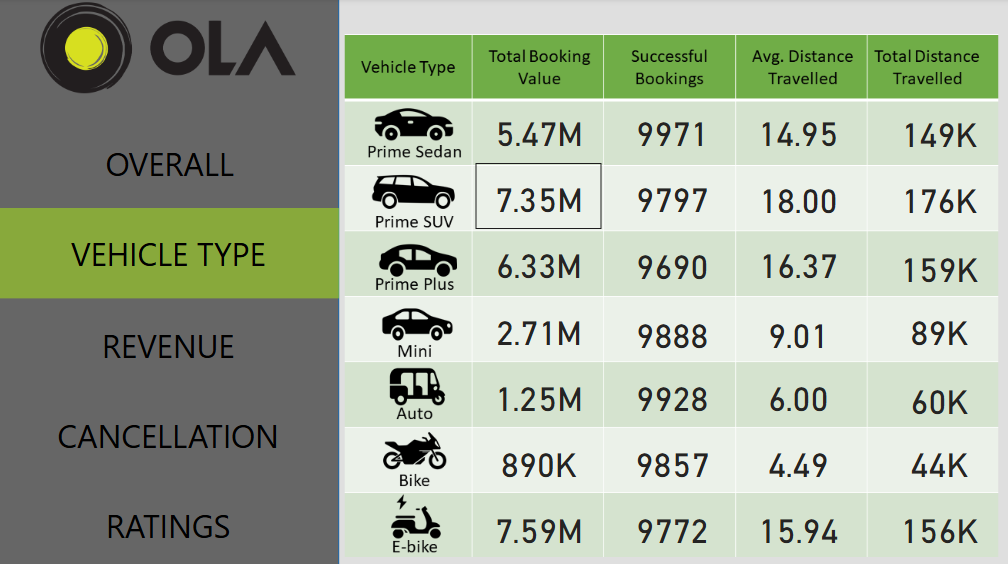 OLA
OVERALL
VEHICLE TYPE
REVENUE
CANCELLATION
RATINGS
Vehicle Type
Total Booking
Value
Successful
Bookings
Avg. Distance
Travelled
Total Distance
Travelled
Prime Sedan 5.47M 9971 14.95 149K
Prime SUV 7.35M 9797 18.00 176K
Prime Plus 6.33M 9690 16.37 159K
Mini 2.71M 9888 9.01 89K
Auto 1.25M 9928 6.00 60K
Bike 890K 9857 4.49 44K
E-bike 7.59M 9772 15.94 156K